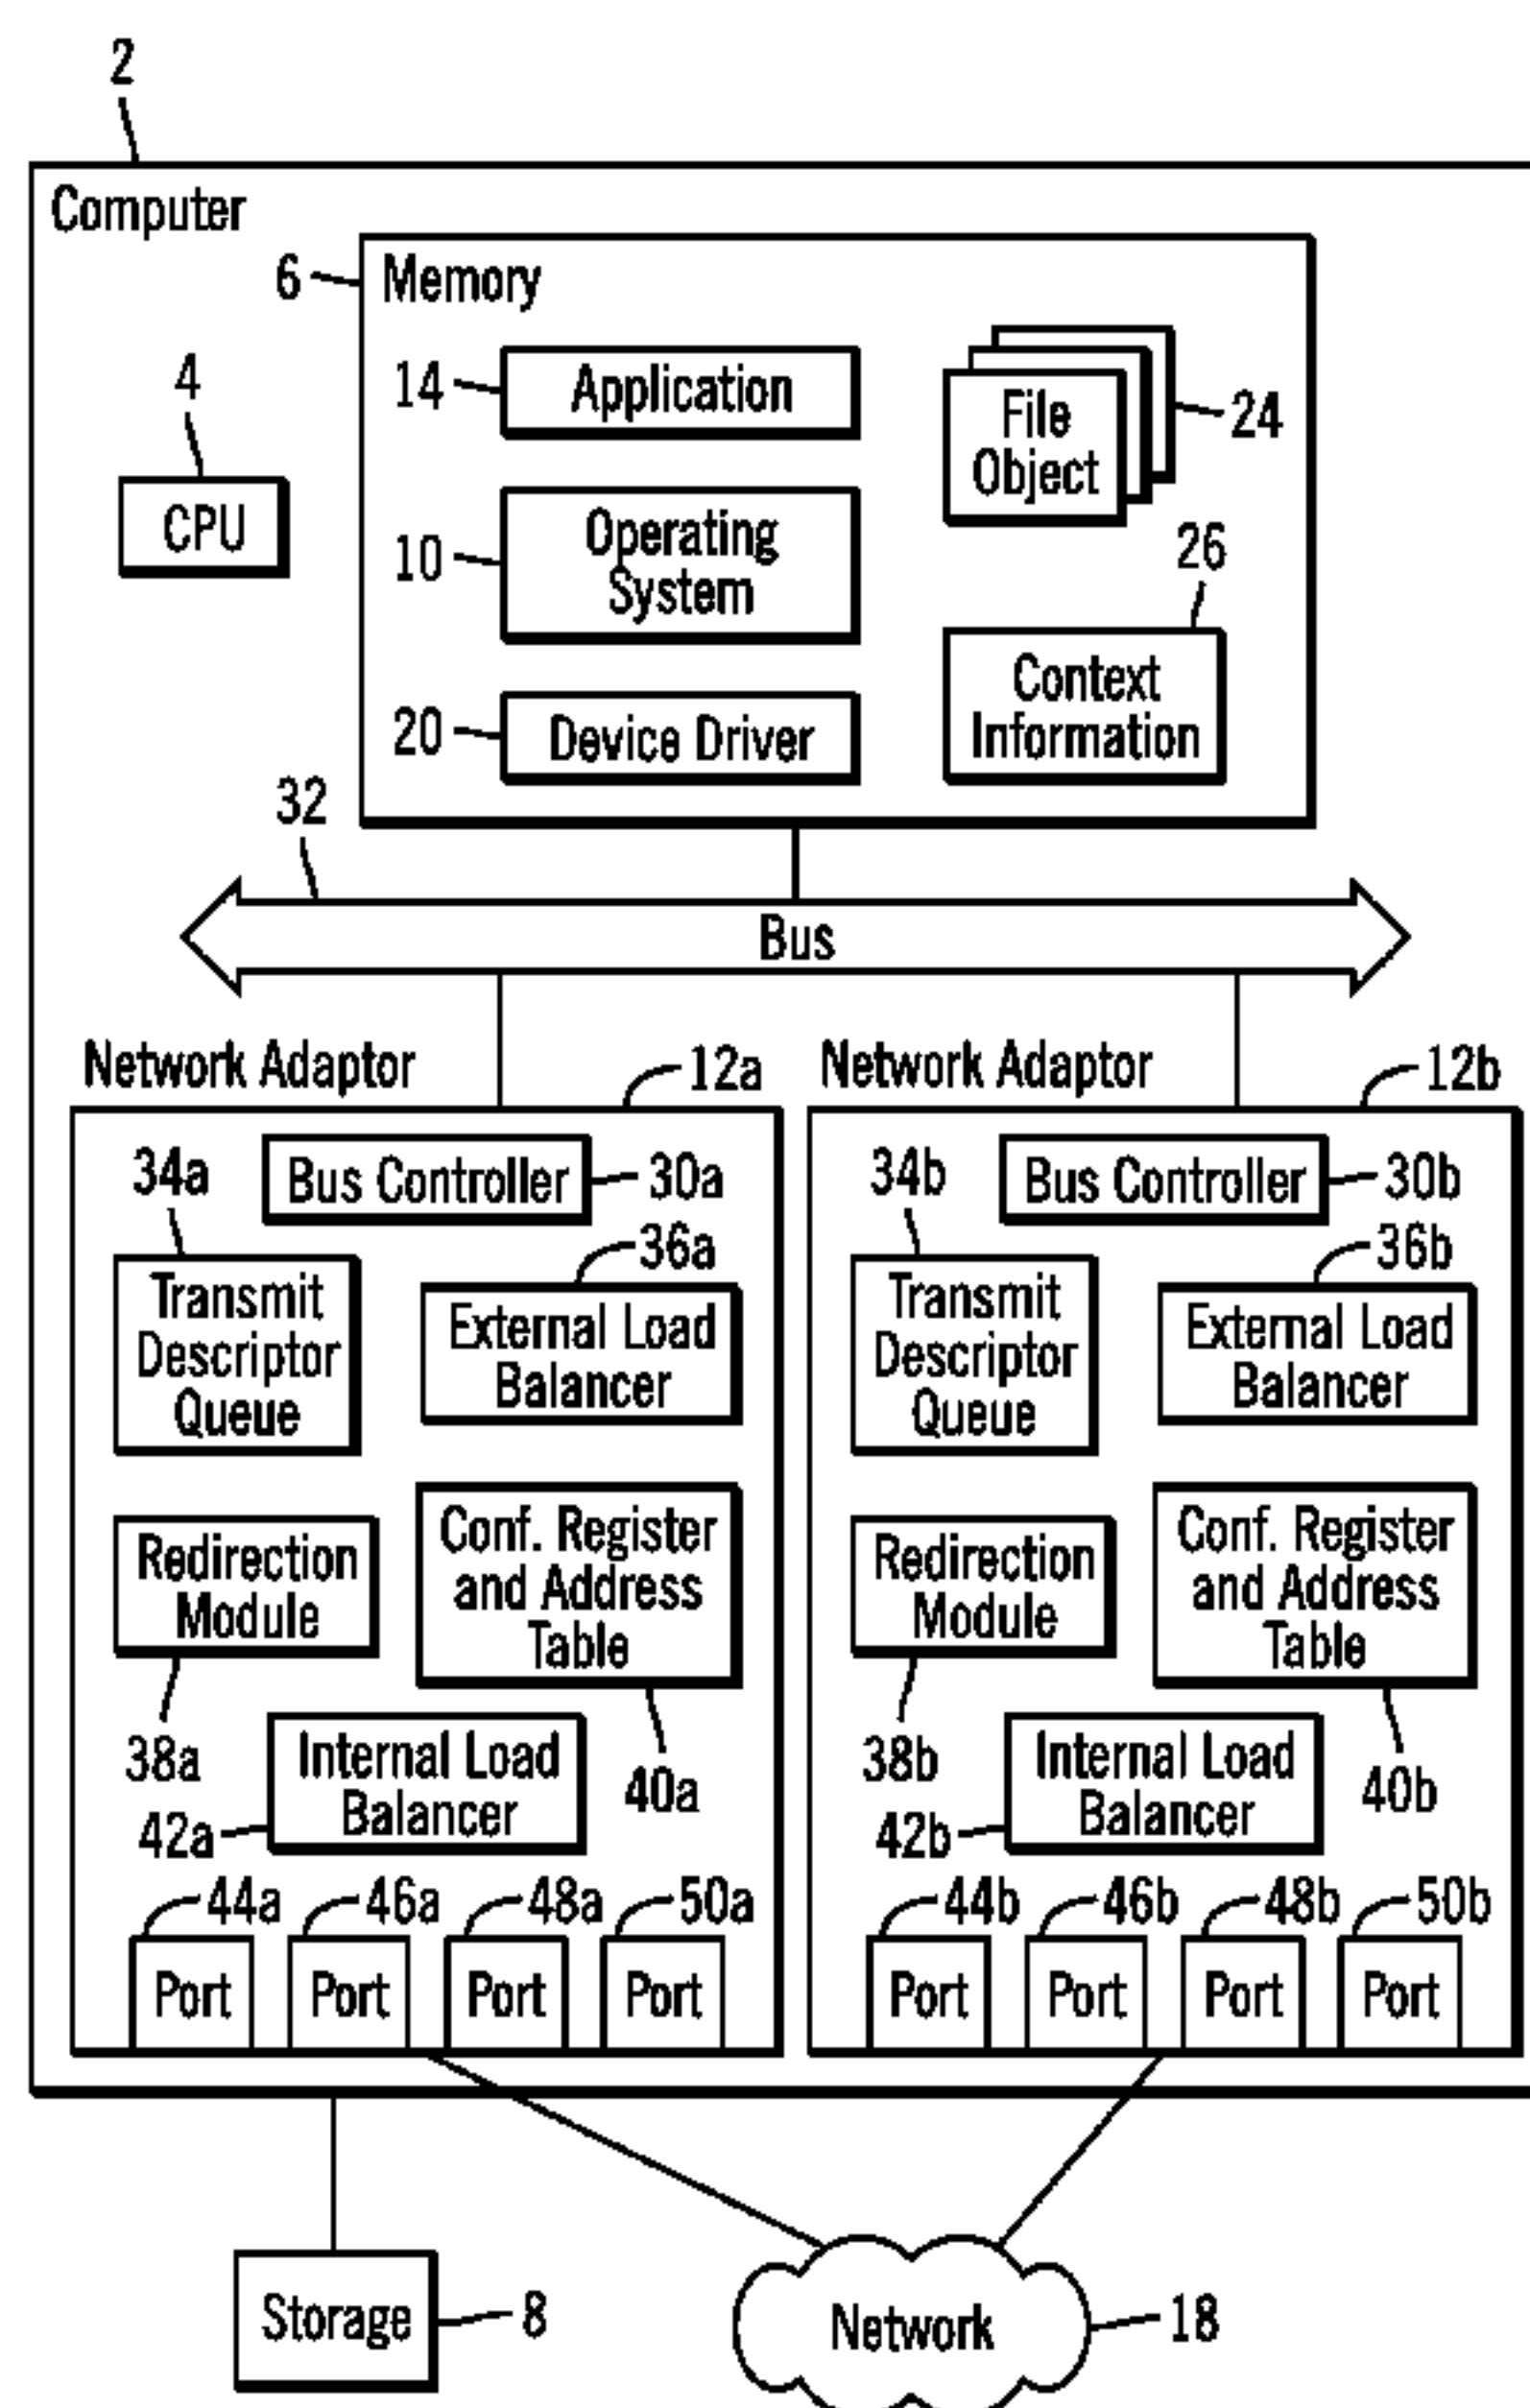 2
Computer
6
Memory
14
Application
File
Object
24
4
CPU
10
Operating
System
26
Context
Information
20
Device Driver
32
Bus
Network Adaptor
12a
Network Adaptor
12b
34a
Bus Controller
30a
36a
Transmit
Descriptor
Queue
External Load
Balancer
Redirection
Module
Conf. Register
and Address
Table
38a
Internal Load
Balancer
40a
42a
44a
46a
48a
50a
Port
Port
Port
Port
34b
Bus Controller
30b
36b
Transmit
Descriptor
Queue
External Load
Balancer
Redirection
Module
Conf. Register
and Address
Table
38b
Internal Load
Balancer
40b
42b
44b
46b
48b
50b
Port
Port
Port
Port
Storage
8
Network
18